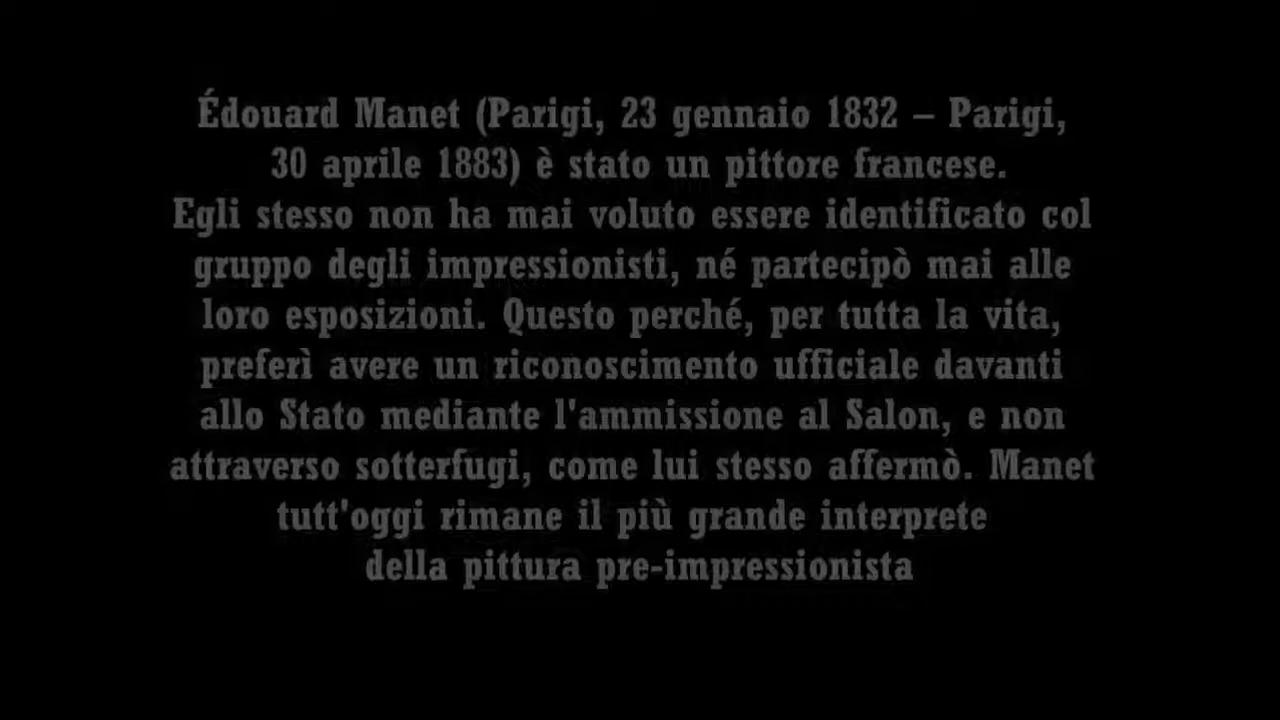 Édouard Manet (Parigi, 23 gennaio 1832 – Parigi,
30 aprile 1883) è stato un pittore francese.
Egli stesso non ha mai voluto essere identificato col
gruppo degli impressionisti, né partecipò mai alle
loro esposizioni. Questo perché, per tutta la vita,
preferì avere un riconoscimento ufficiale davanti
allo Stato mediante l'ammissione al Salon, e non
attraverso sotterfugi, come lui stesso affermò. Manet
tutt'oggi rimane il più grande interprete
della pittura pre-impressionista